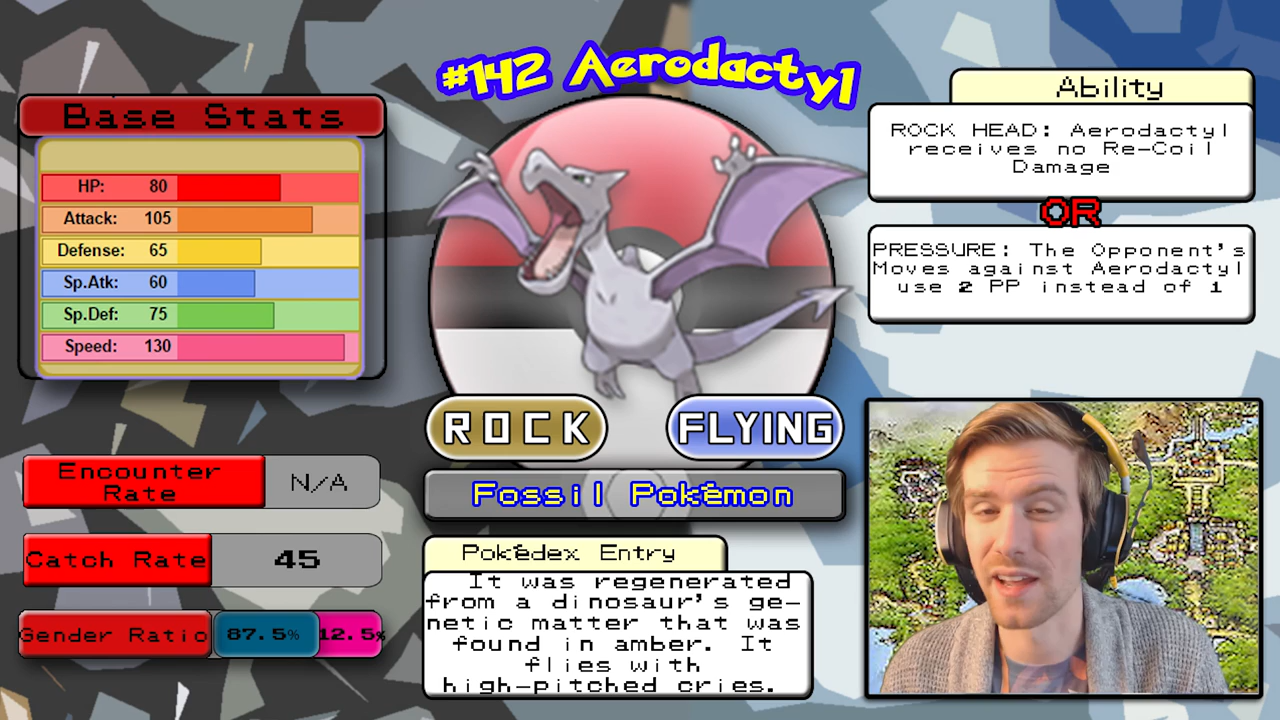 #142 Aerodactyl
Base Stats
HP: 80
Attack: 105
Defense: 65
Sp.Atk: 60
Sp.Def: 75
Speed: 130
Ability
ROCK HEAD: Aerodactyl
receives no Re-Coil
Damage
OR
PRESSURE: The Opponent's
Moves against Aerodactyl
use 2 PP instead of 1
ROCK
FLYING
Fossil Pokémon
Encounter
Rate
N/A
Catch Rate
45
Gender Ratio
87.5%
12.5%
Pokédex Entry
It was regenerated
from a dinosaur's ge-
netic matter that was
found in amber. It
flies with
high-pitched cries.